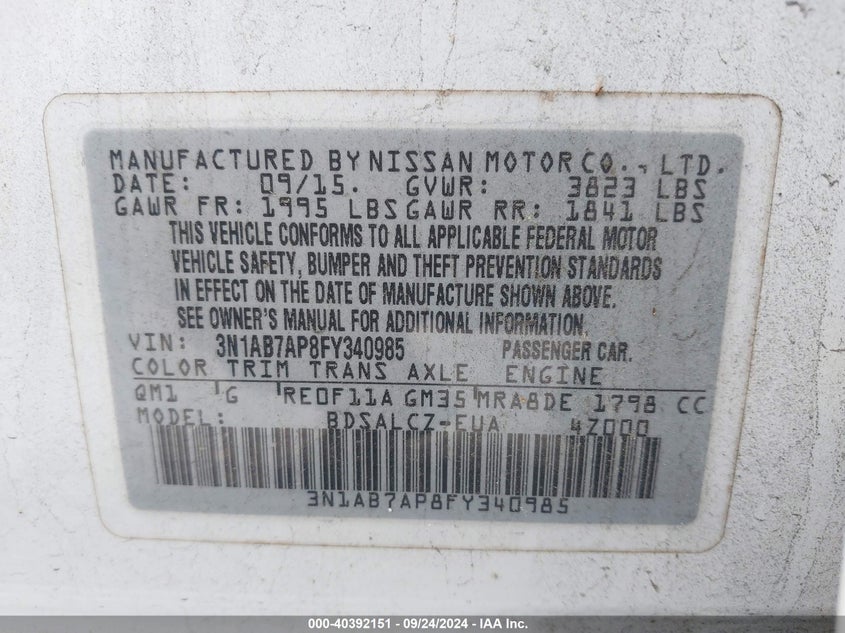 MANUFACTURED BY NISSAN MOTOR CO., LTD.
DATE: 09/15. GVWR: 3823 LBS
GAWR FR: 1995 LBS GAWR RR: 1841 LBS
THIS VEHICLE CONFORMS TO ALL APPLICABLE FEDERAL MOTOR
VEHICLE SAFETY, BUMPER AND THEFT PREVENTION STANDARDS
IN EFFECT ON THE DATE OF MANUFACTURE SHOWN ABOVE.
SEE OWNER'S MANUAL FOR ADDITIONAL INFORMATION.
VIN: 3N1AB7AP8FY340985 PASSENGER CAR.
COLOR TRIM TRANS AXLE ENGINE
QM1 G RE0F11A GM35 MRA8DE 1798 CC
MODEL: BDSALCZ-EUA 4Z000
3N1AB7AP8FY340985
000-40392151 - 09/24/2024 - IAA Inc.